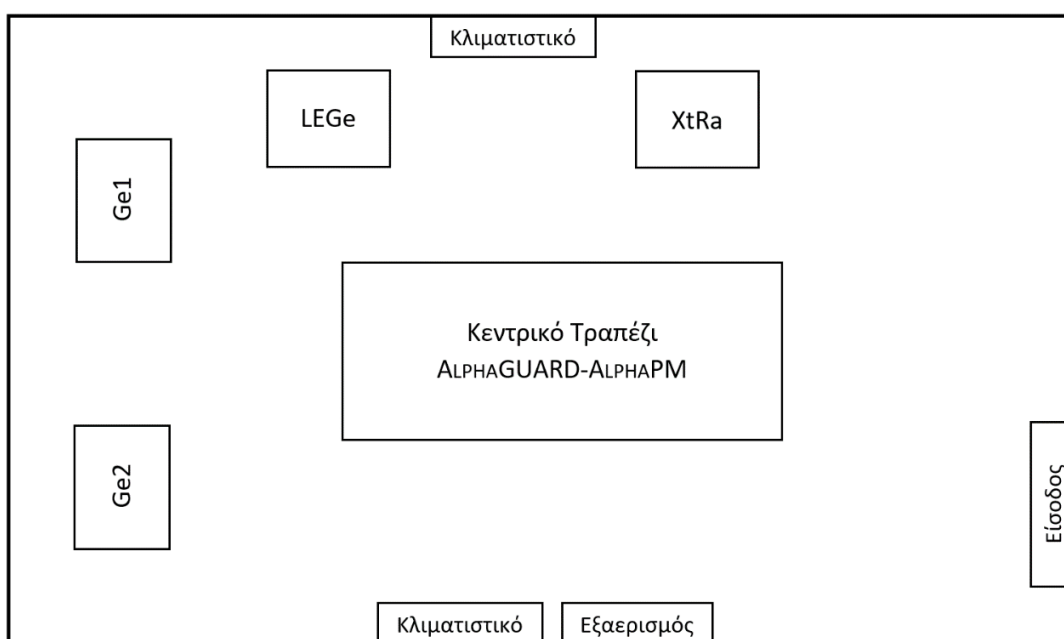 Κλιματιστικό
LEGe
XtRa
Ge1
Κεντρικό Τραπέζι
ALPHAGUARD-ALPHAPM
Ge2
Είσοδος
Κλιματιστικό
Εξαερισμός